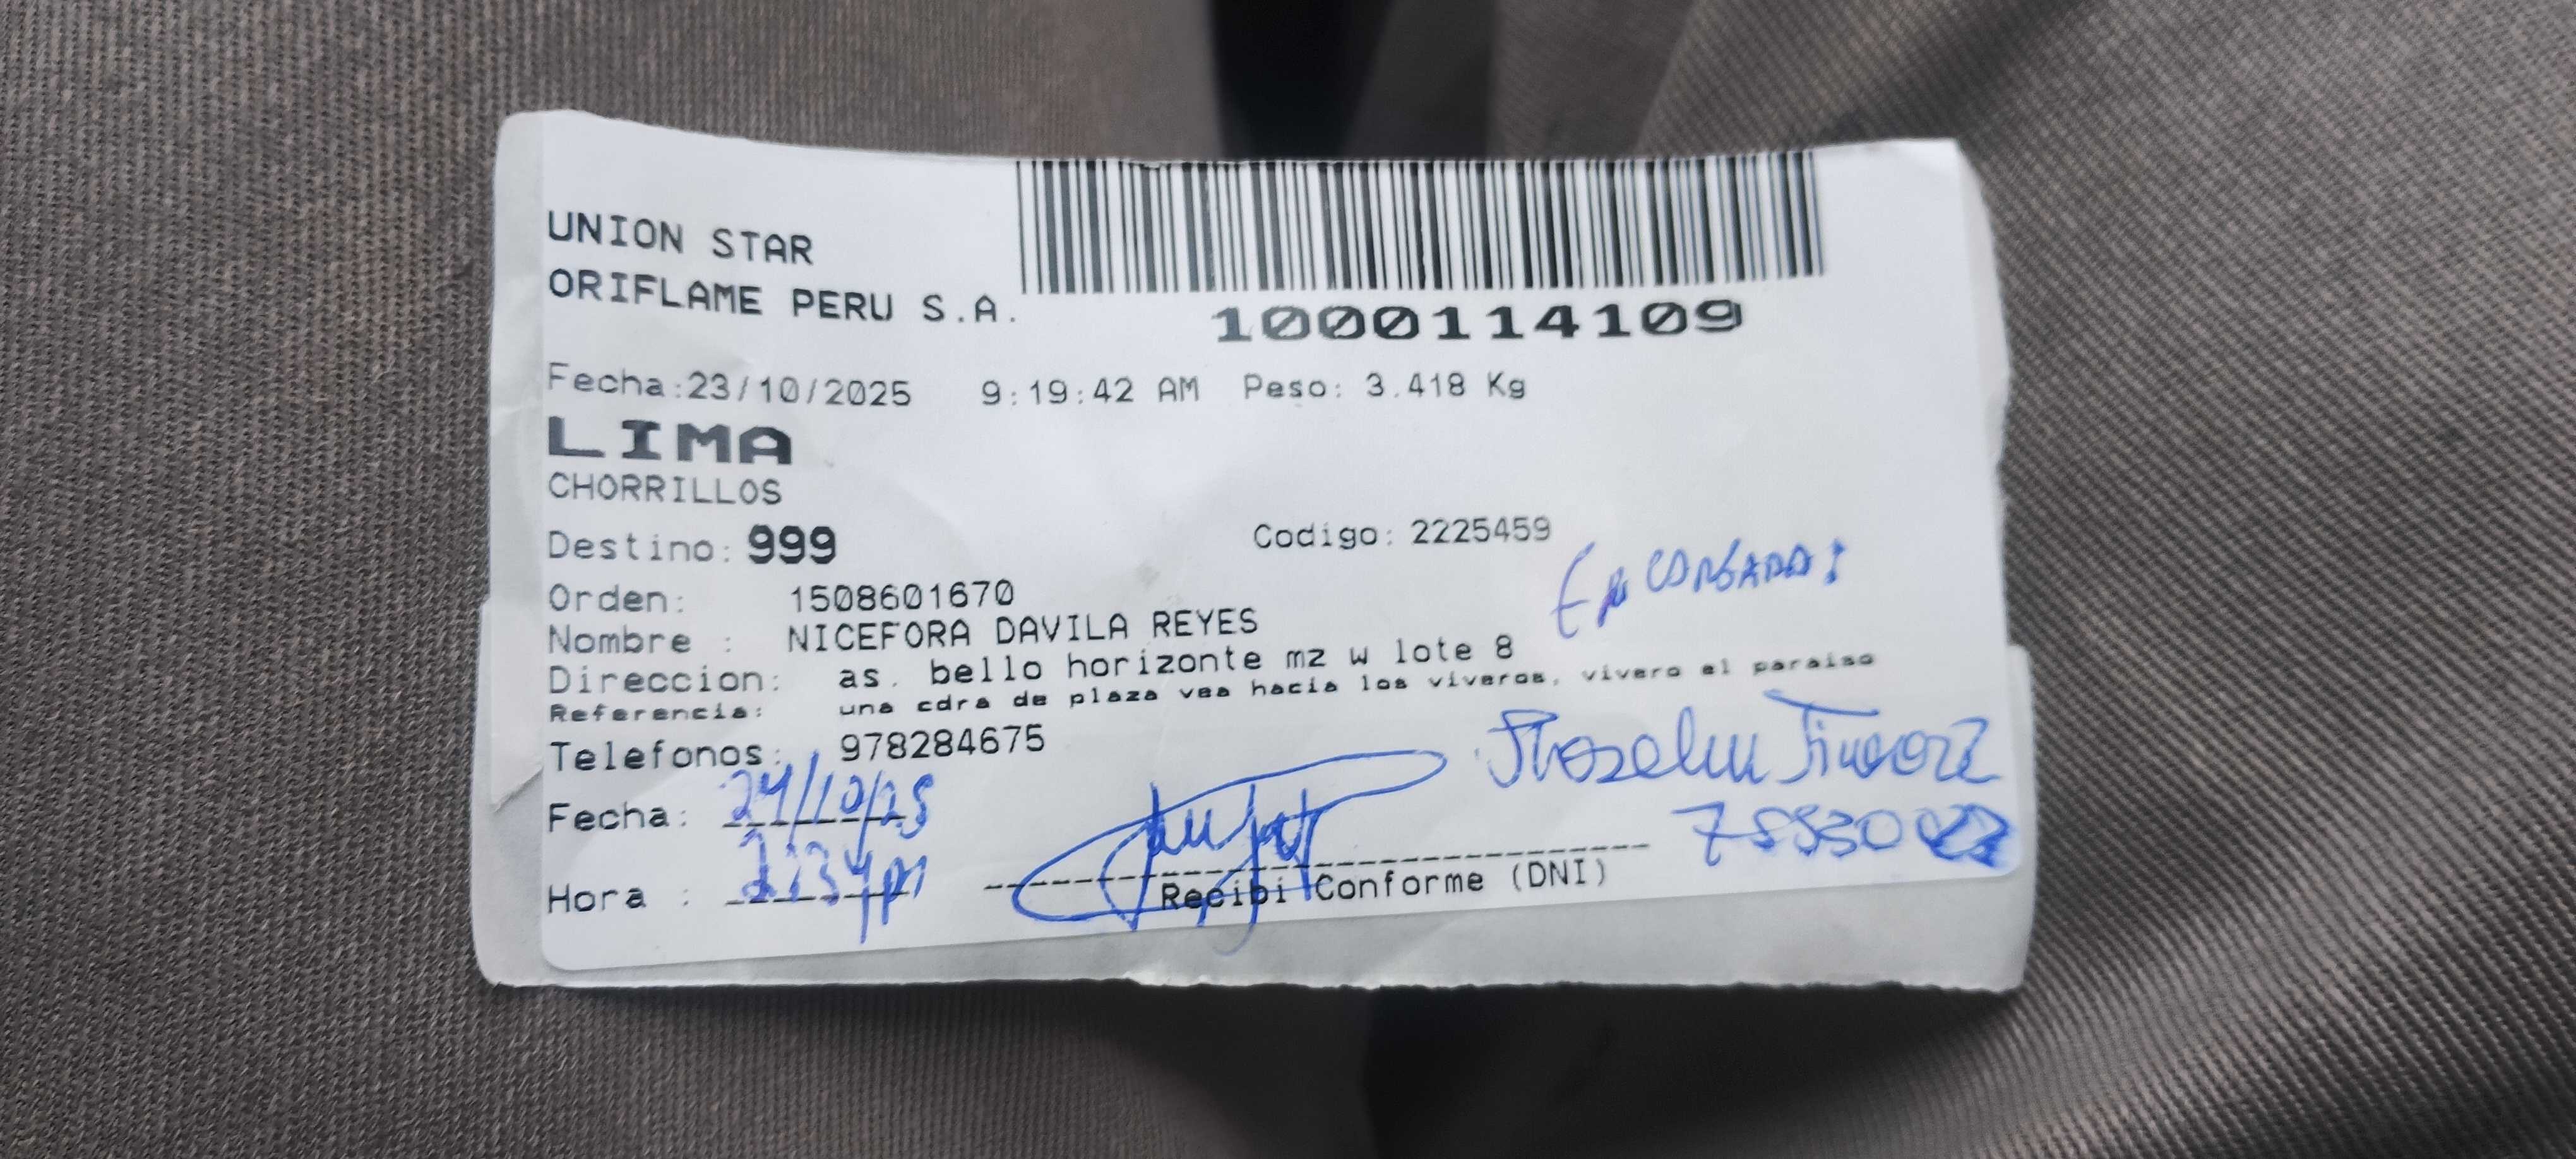 UNION STAR
ORIFLAME PERU S.A.
1000114109
Fecha:23/10/2025 9:19:42 AM Peso: 3.418 Kg
LIMA
CHORRILLOS
Destino: 999 Codigo: 2225459
Orden: 1508601670
Nombre : NICEFORA DAVILA REYES
Direccion: as. bello horizonte mz w lote 8
Referencia: una cdra de plaza vea hacia los viveros, vivero el paraiso
Telefonos: 978284675
Fecha: 24/10/25
Hora : 2:34pm
Recibi Conforme (DNI)